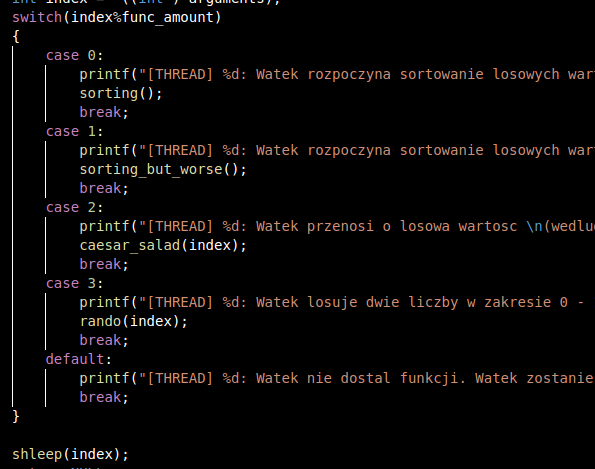 int index = *((int*) arguments);
switch(index%func_amount)
{
case 0:
printf("[THREAD] %d: Watek rozpoczyna sortowanie losowych wart
sorting();
break;
case 1:
printf("[THREAD] %d: Watek rozpoczyna sortowanie losowych wart
sorting_but_worse();
break;
case 2:
printf("[THREAD] %d: Watek przenosi o losowa wartosc \n(wedlu
caesar_salad(index);
break;
case 3:
printf("[THREAD] %d: Watek losuje dwie liczby w zakresie 0 -
rando(index);
break;
default:
printf("[THREAD] %d: Watek nie dostal funkcji. Watek zostanie
break;
}
shleep(index);